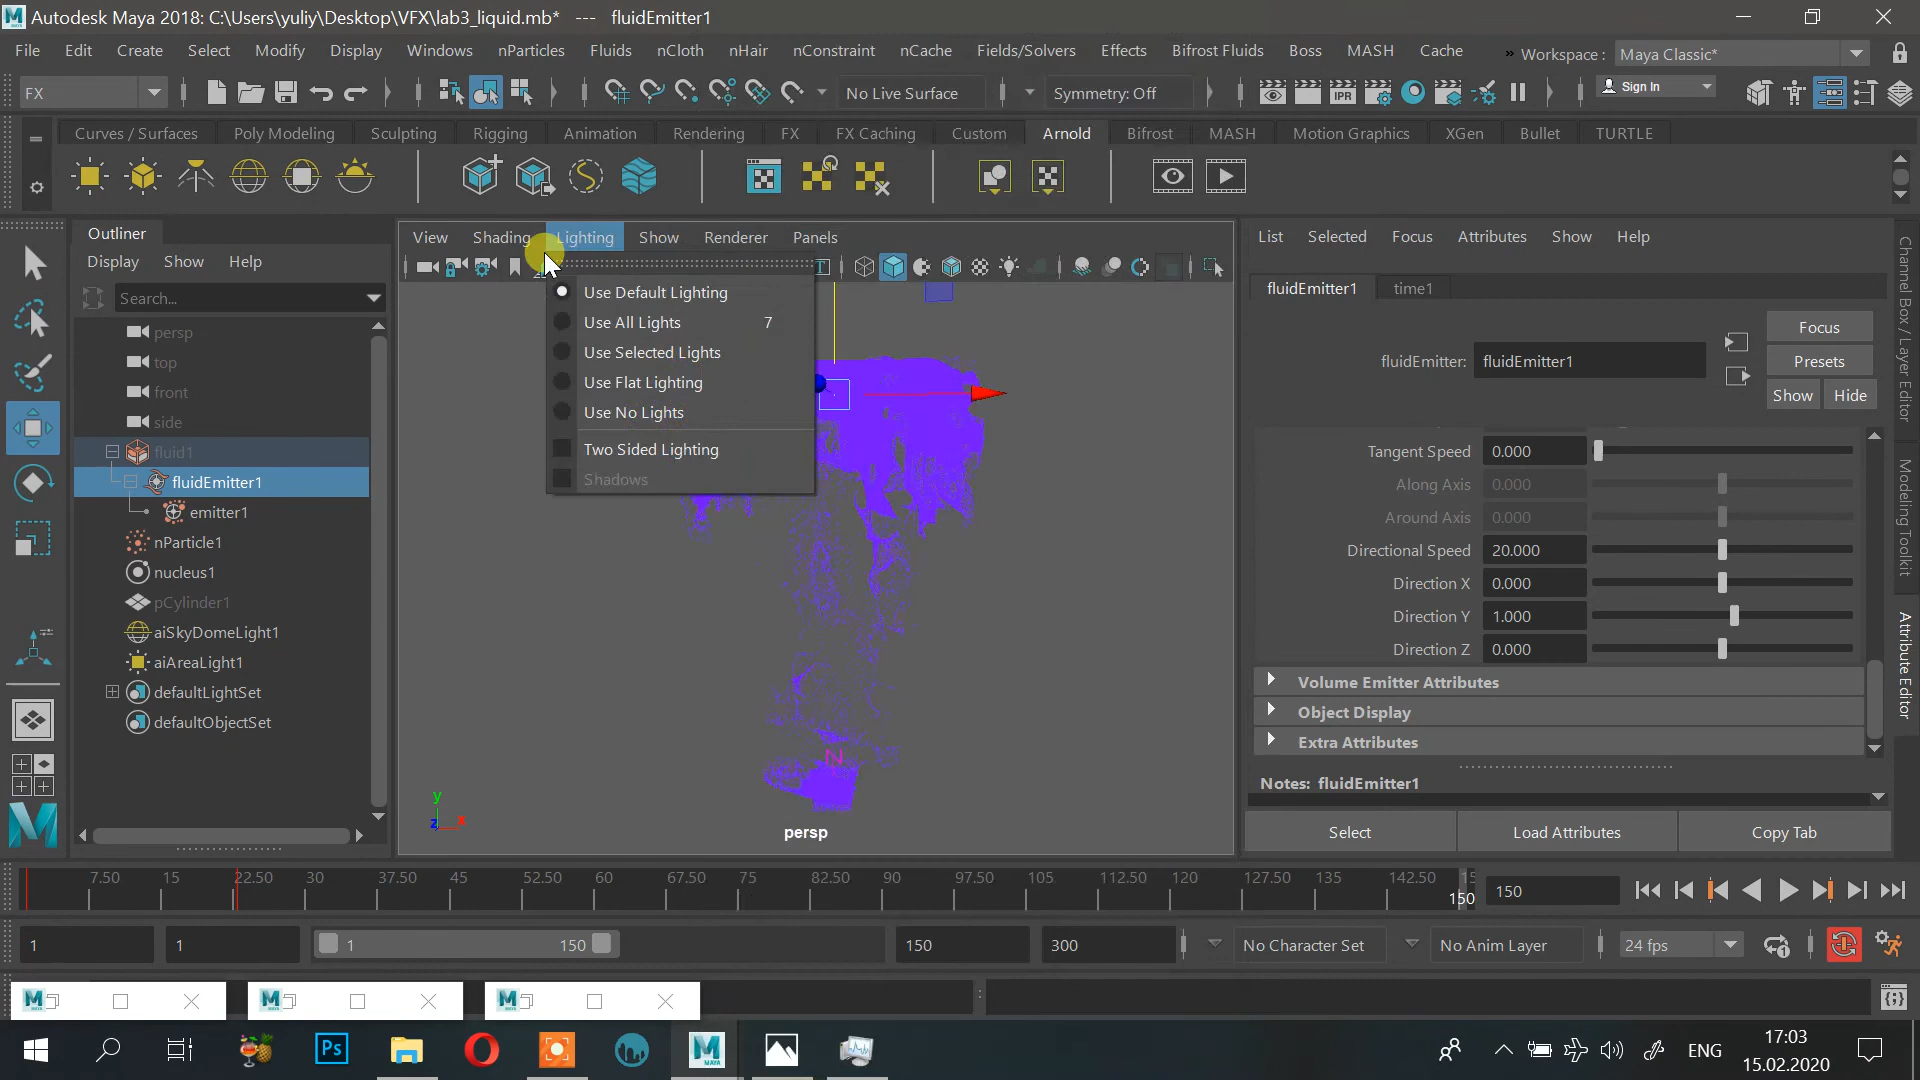 Autodesk Maya 2018: C:\Users\yuliy\Desktop\VFX\lab3_liquid.mb* --- fluidEmitter1
File Edit Create Select Modify Display Windows nParticles Fluids nCloth nHair nConstraint nCache Fields/Solvers Effects Bifrost Fluids Boss MASH Cache » Workspace : Maya Classic*
FX No Live Surface Symmetry: Off IPR Sign In
Curves / Surfaces Poly Modeling Sculpting Rigging Animation Rendering FX FX Caching Custom Arnold Bifrost MASH Motion Graphics XGen Bullet TURTLE
Outliner
Display Show Help
Search...
persp
top
front
side
fluid1
fluidEmitter1
emitter1
nParticle1
nucleus1
pCylinder1
aiSkyDomeLight1
aiAreaLight1
defaultLightSet
defaultObjectSet
View Shading Lighting Show Renderer Panels
Use Default Lighting
Use All Lights 7
Use Selected Lights
Use Flat Lighting
Use No Lights
Two Sided Lighting
Shadows
N
y
z x
persp
List Selected Focus Attributes Show Help
fluidEmitter1 time1
Focus
fluidEmitter: fluidEmitter1
Presets
Show Hide
Tangent Speed 0.000
Along Axis 0.000
Around Axis 0.000
Directional Speed 20.000
Direction X 0.000
Direction Y 1.000
Direction Z 0.000
Volume Emitter Attributes
Object Display
Extra Attributes
Notes: fluidEmitter1
Select Load Attributes Copy Tab
Channel Box / Layer Editor
Modeling Toolkit
Attribute Editor
7.50 15 22.50 30 37.50 45 52.50 60 67.50 75 82.50 90 97.50 105 112.50 120 127.50 135 142.50 15
150 150
1 1 1 150 150 300 No Character Set No Anim Layer 24 fps
M M M
Ps MAYA ENG 17:03
15.02.2020